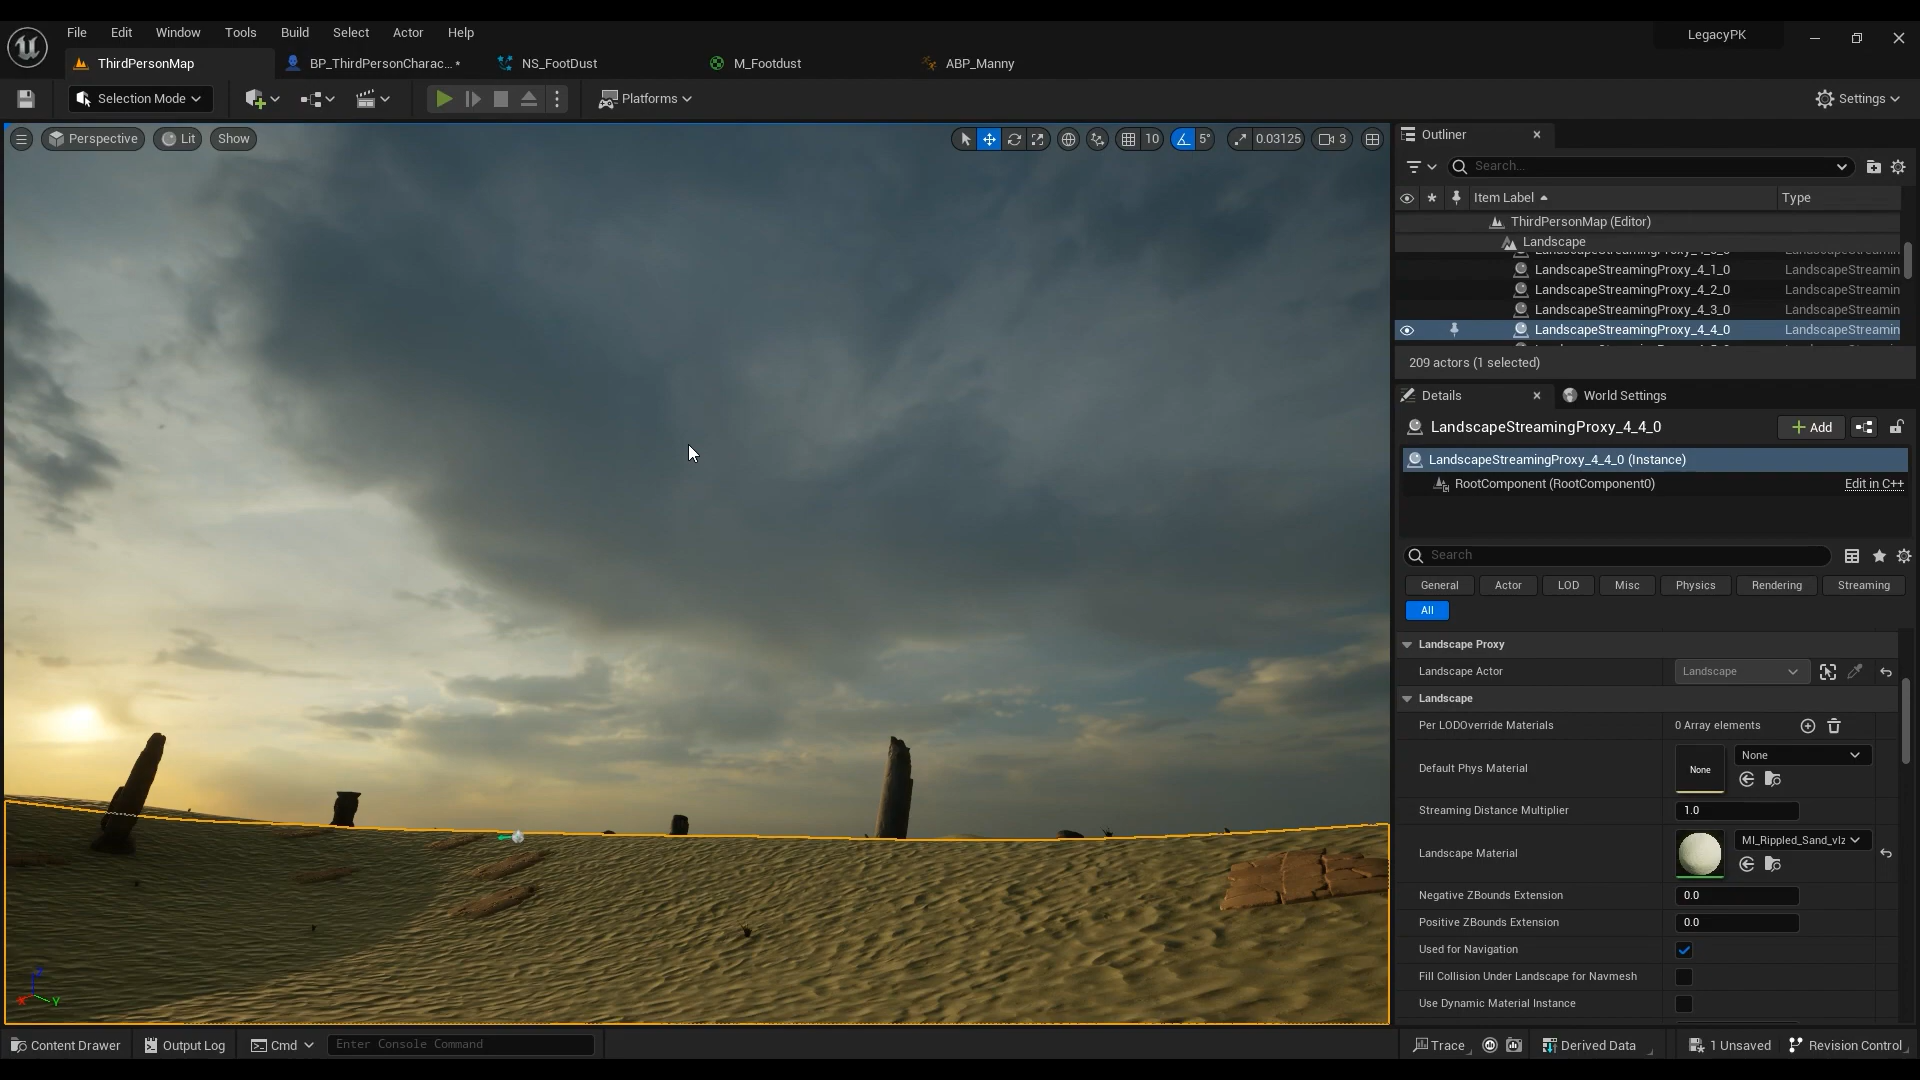 File Edit Window Tools Build Select Actor Help
LegacyPK
ThirdPersonMap
BP_ThirdPersonCharac... *
NS_FootDust
M_Footdust
ABP_Manny
Selection Mode
Platforms
Settings
Perspective
Lit
Show
10
5°
0.03125
3
Outliner
Search...
Item Label
Type
ThirdPersonMap (Editor)
Landscape
LandscapeStreamingProxy_4_1_0 LandscapeStreamin
LandscapeStreamingProxy_4_2_0 LandscapeStreamin
LandscapeStreamingProxy_4_3_0 LandscapeStreamin
LandscapeStreamingProxy_4_4_0 LandscapeStreamin
209 actors (1 selected)
Details
World Settings
LandscapeStreamingProxy_4_4_0
Add
LandscapeStreamingProxy_4_4_0 (Instance)
RootComponent (RootComponent0)
Edit in C++
Search
General Actor LOD Misc Physics Rendering Streaming
All
Landscape Proxy
Landscape Actor Landscape
Landscape
Per LODOverride Materials 0 Array elements
Default Phys Material None None
Streaming Distance Multiplier 1.0
Landscape Material MI_Rippled_Sand_vlz
Negative ZBounds Extension 0.0
Positive ZBounds Extension 0.0
Used for Navigation
Fill Collision Under Landscape for Navmesh
Use Dynamic Material Instance
Z
X
Y
Content Drawer
Output Log
Cmd
Enter Console Command
Trace
Derived Data
1 Unsaved
Revision Control